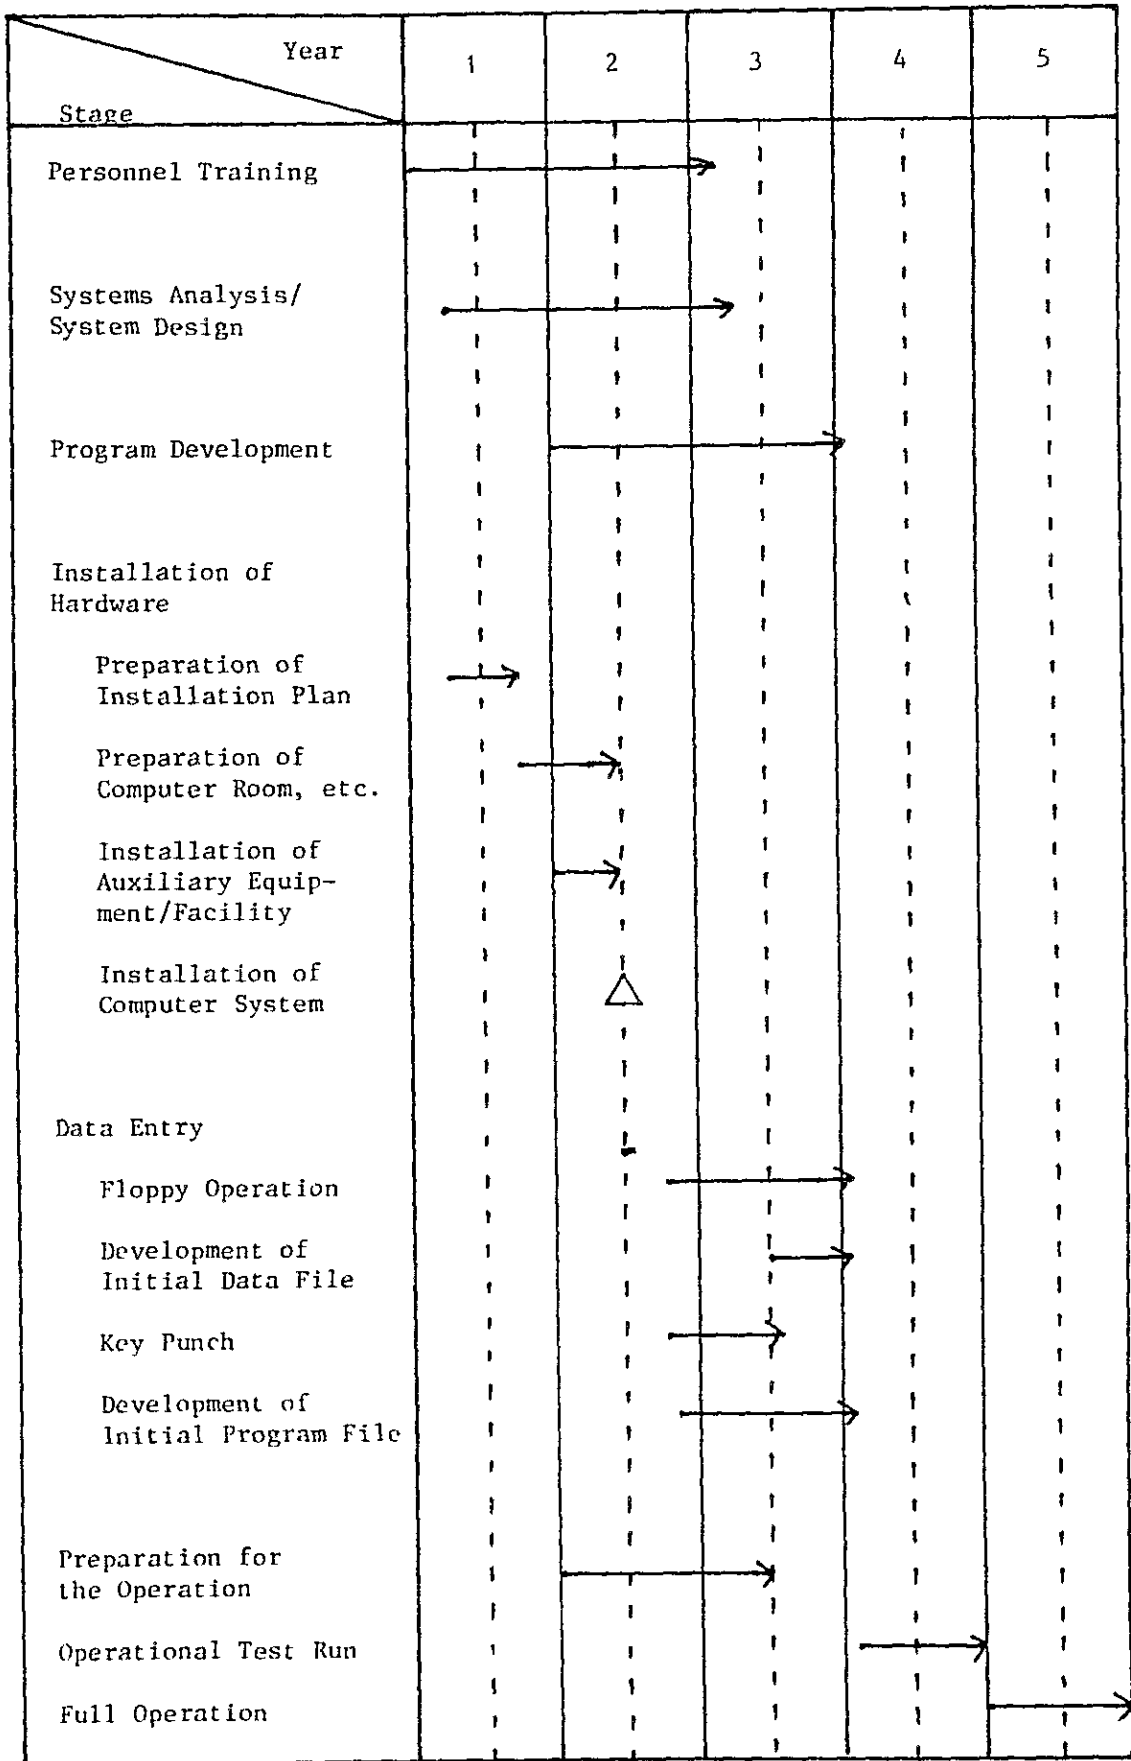 Year
1 2 3 4 5
Stage
Personnel Training
Systems Analysis/
System Design
Program Development
Installation of
Hardware
Preparation of
Installation Plan
Preparation of
Computer Room, etc.
Installation of
Auxiliary Equip-
ment/Facility
Installation of
Computer System
Data Entry
Floppy Operation
Development of
Initial Data File
Key Punch
Development of
Initial Program File
Preparation for
the Operation
Operational Test Run
Full Operation